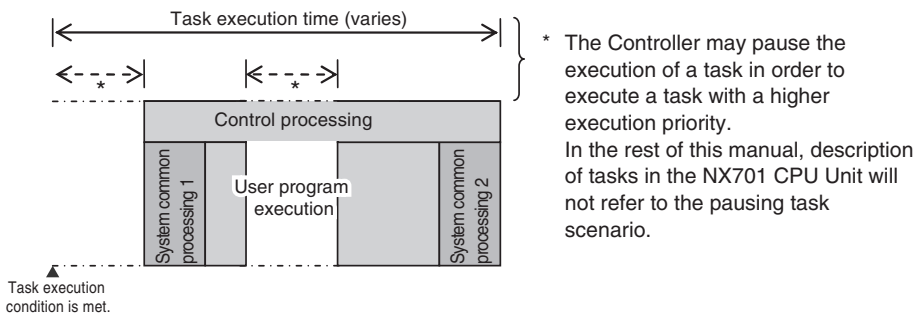 Task execution time (varies)
*
*
Control processing
System common
processing 1
User program
execution
System common
processing 2
Task execution
condition is met.
* The Controller may pause the
execution of a task in order to
execute a task with a higher
execution priority.
In the rest of this manual, description
of tasks in the NX701 CPU Unit will
not refer to the pausing task
scenario.